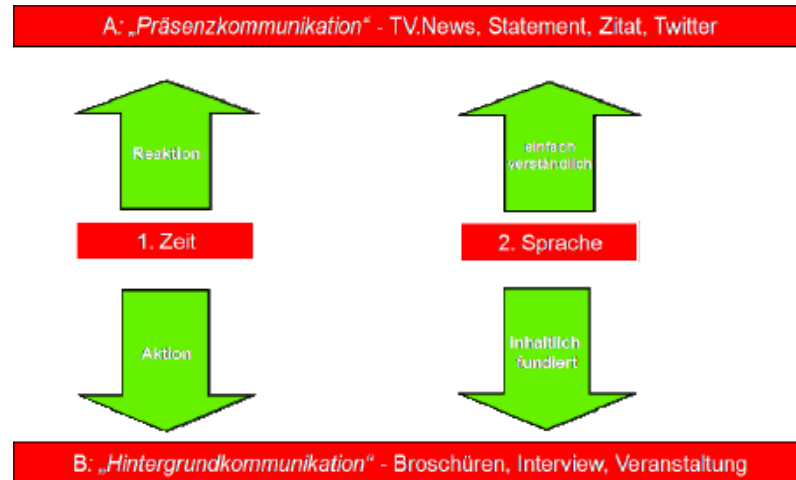 A: „Präsenzkommunikation“ - TV.News, Statement, Zitat, Twitter
Reaktion
einfach
verständlich
1. Zeit
2. Sprache
Aktion
inhaltlich
fundiert
B: „Hintergrundkommunikation“ - Broschüren, Interview, Veranstaltung